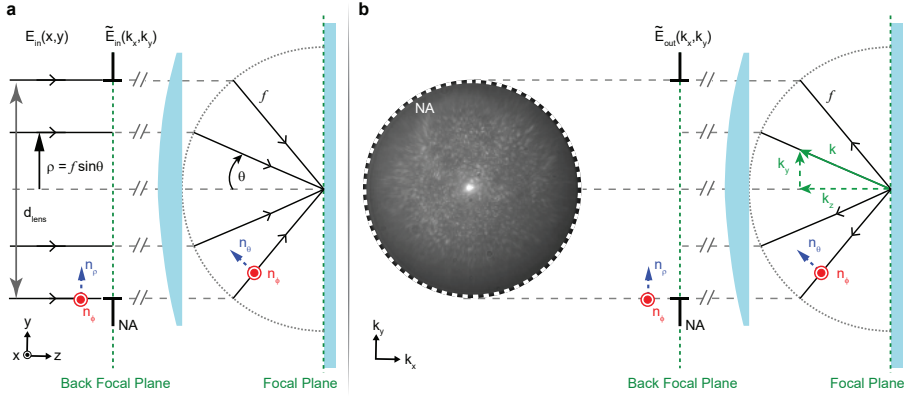 a
E_in(x,y)
Ẽ_in(k_x,k_y)
f
ρ = f sinθ
θ
d_lens
n_ρ
n_ϕ
n_θ
n_ϕ
NA
y
x
z
Back Focal Plane
Focal Plane
b
Ẽ_out(k_x,k_y)
NA
f
k
k_y
k_z
n_ρ
n_ϕ
n_θ
n_ϕ
NA
k_y
k_x
Back Focal Plane
Focal Plane